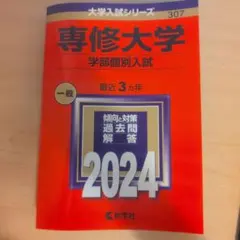 大学入試シリーズ
307
専修大学
学部個別入試
最近3カ年
一般
傾向と対策
過去問
解答
2024
教学社